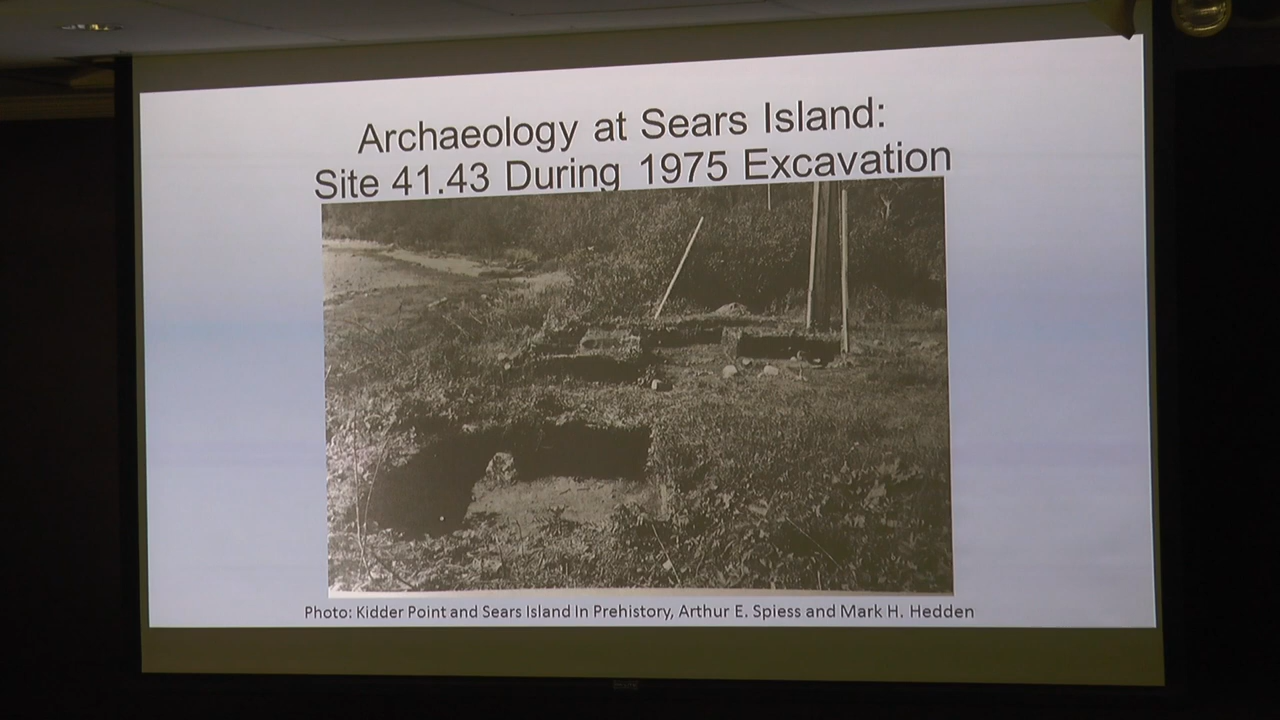 Archaeology at Sears Island:
Site 41.43 During 1975 Excavation
Photo: Kidder Point and Sears Island In Prehistory, Arthur E. Spiess and Mark H. Hedden